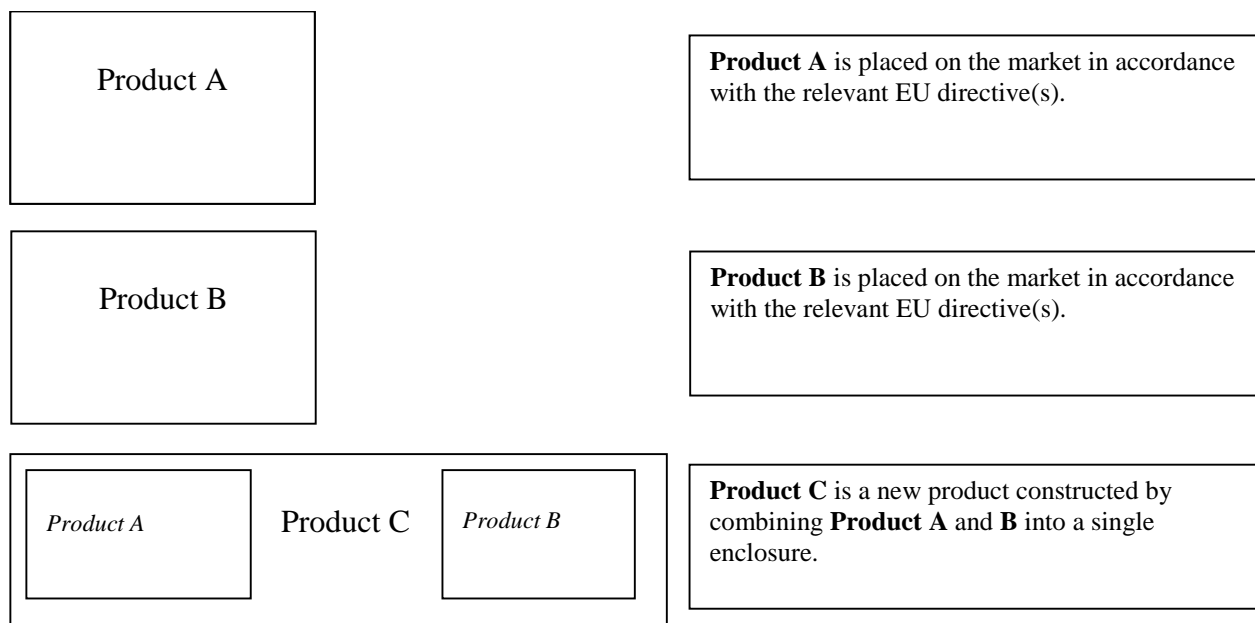 Product A
Product A is placed on the market in accordance
with the relevant EU directive(s).
Product B
Product B is placed on the market in accordance
with the relevant EU directive(s).
Product A
Product C
Product B
Product C is a new product constructed by
combining Product A and B into a single
enclosure.